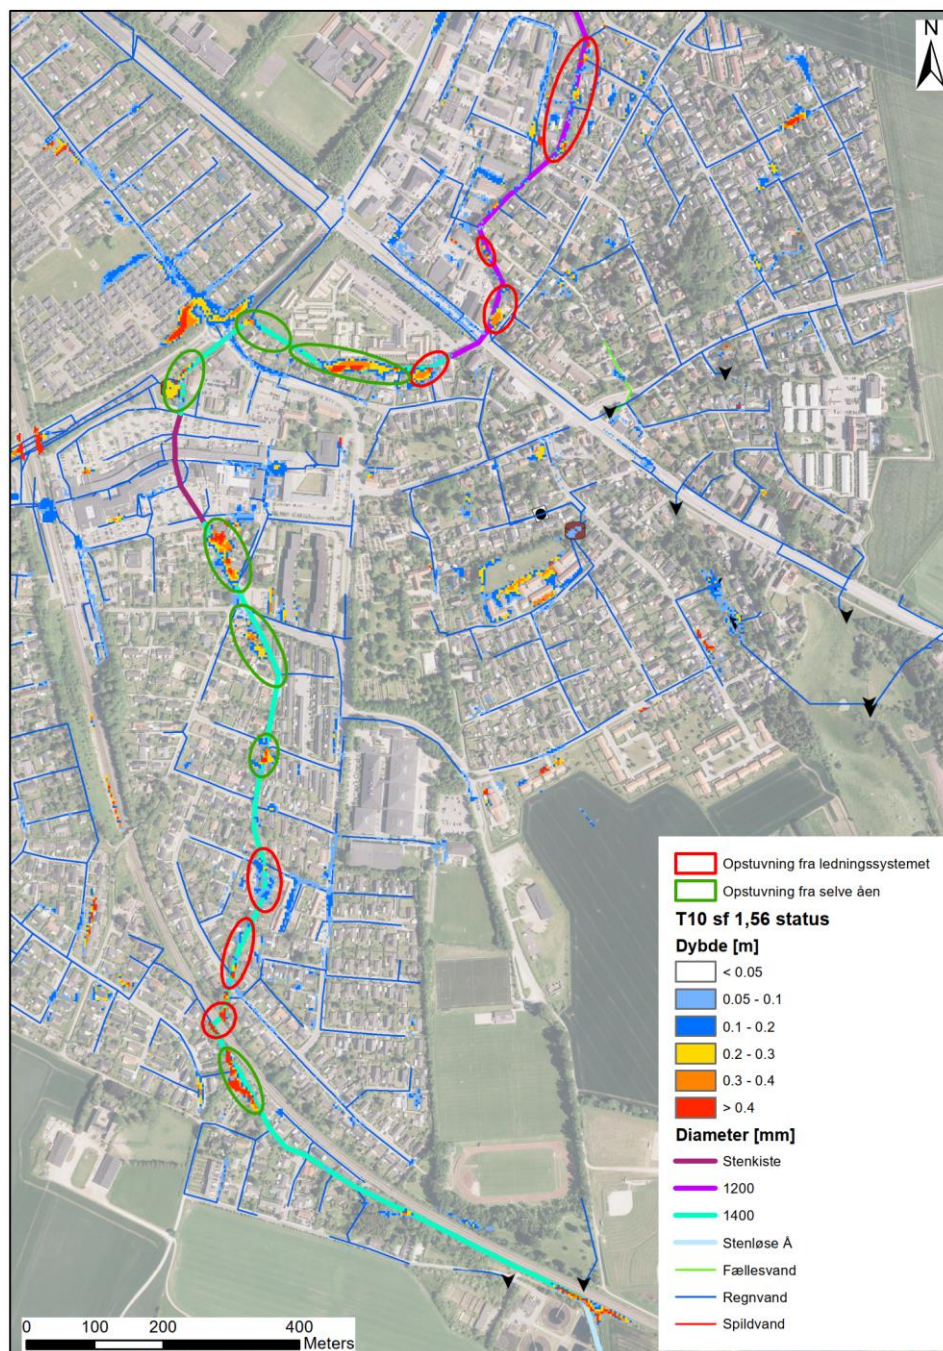 N
Opstuvning fra ledningssystemet
Opstuvning fra selve åen
T10 sf 1,56 status
Dybde [m]
< 0.05
0.05 - 0.1
0.1 - 0.2
0.2 - 0.3
0.3 - 0.4
> 0.4
Diameter [mm]
Stenkiste
1200
1400
Stenløse Å
Fællesvand
Regnvand
Spildvand
0 100 200 400
Meters